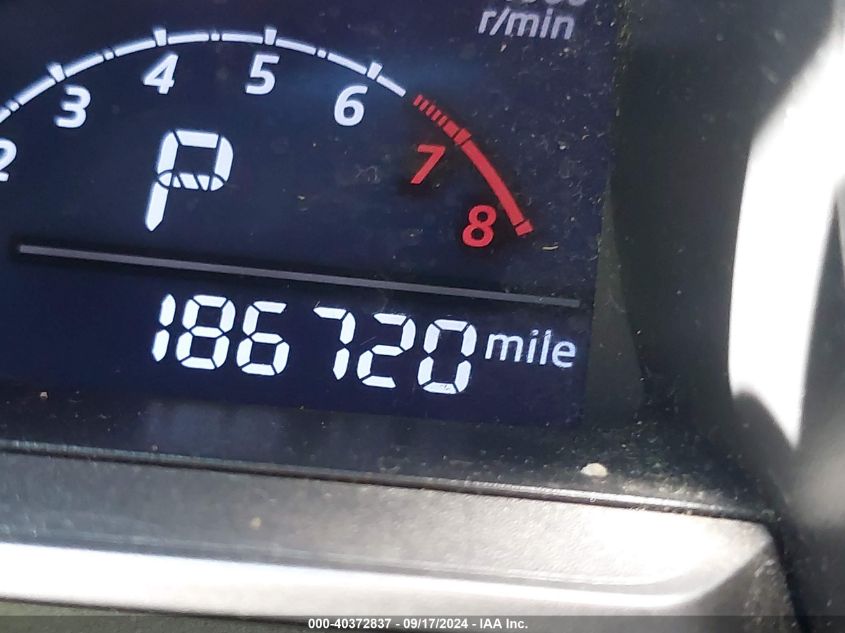 r/min
2 3 4 5 6 7 8
P
186720 mile
000-40372837 - 09/17/2024 - IAA Inc.